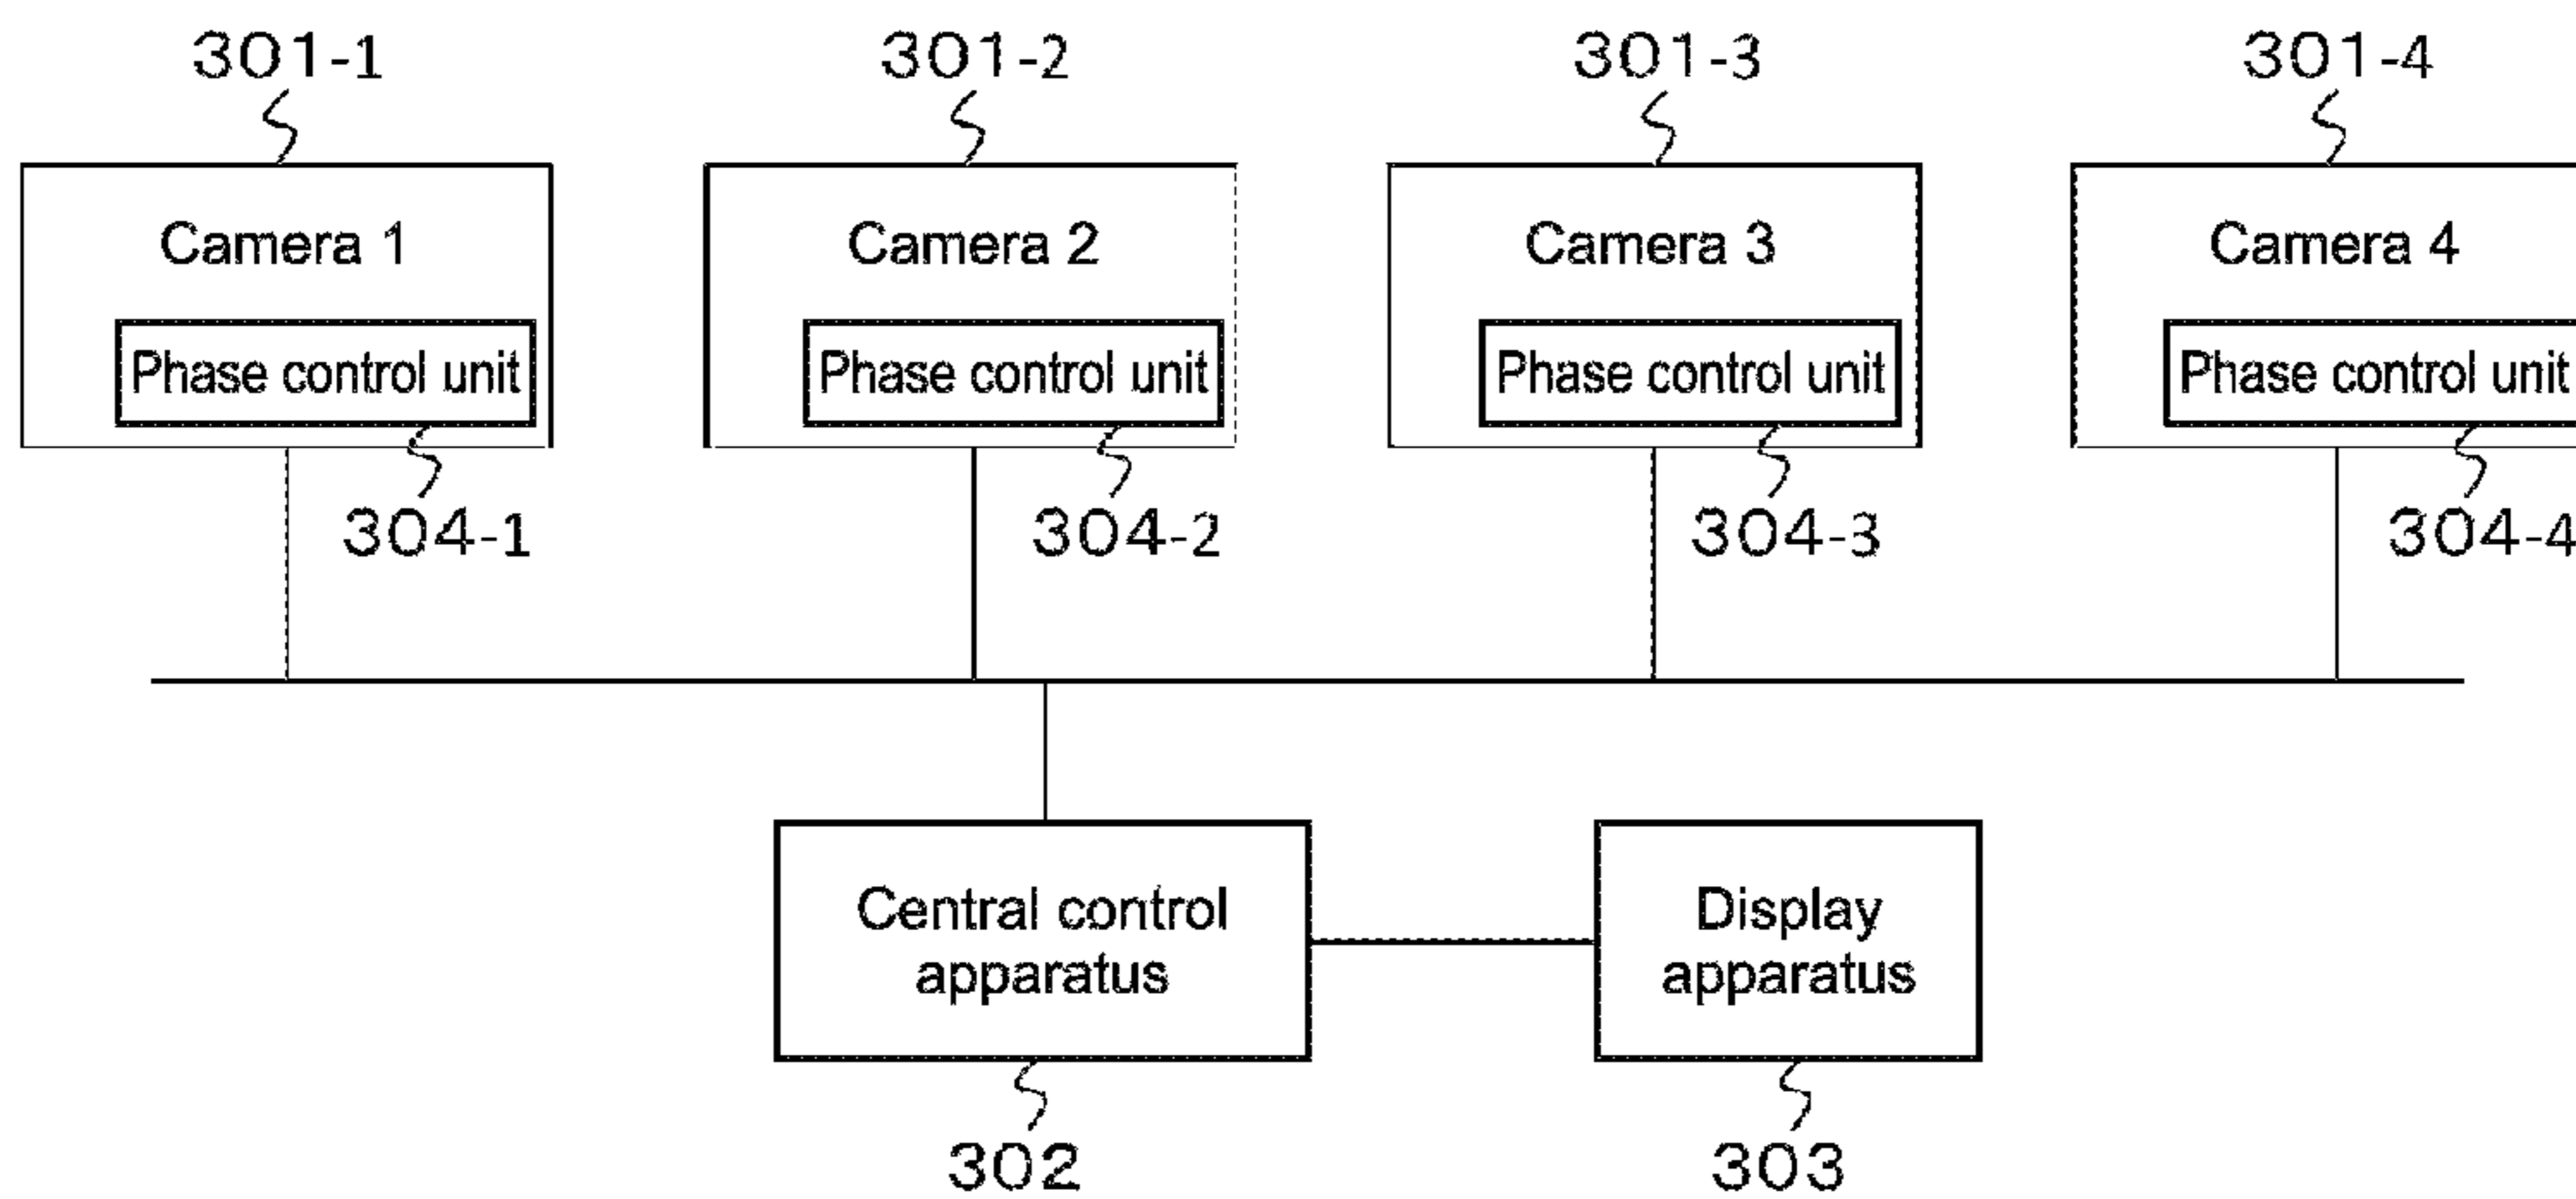 301-1
301-2
301-3
301-4
Camera 1
Camera 2
Camera 3
Camera 4
Phase control unit
Phase control unit
Phase control unit
Phase control unit
304-1
304-2
304-3
304-4
Central control
apparatus
Display
apparatus
302
303